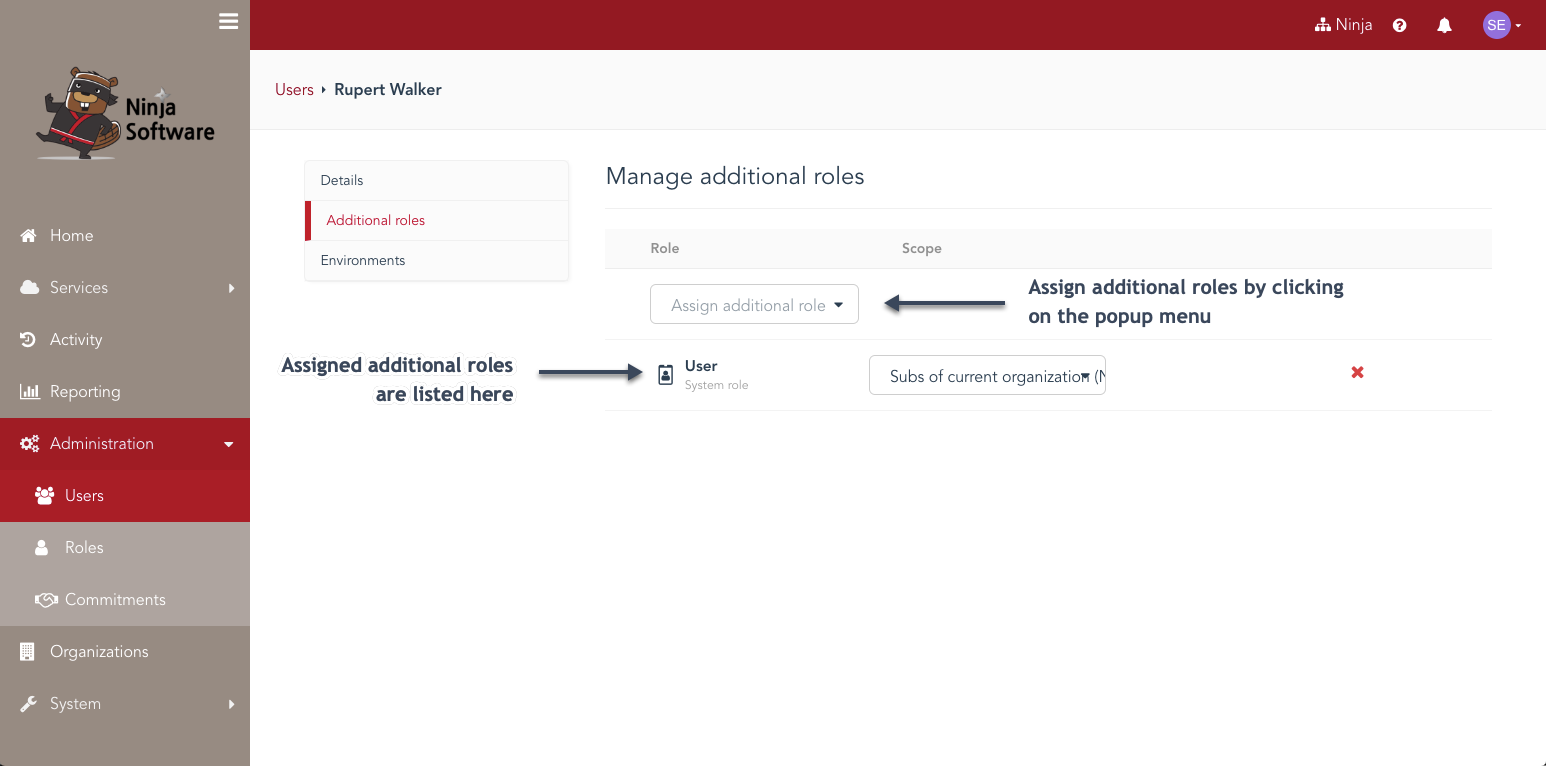 Ninja
SE
Ninja
Software
Users
Rupert Walker
Home
Services
Activity
Reporting
Administration
Users
Roles
Commitments
Organizations
System
Details
Additional roles
Environments
Manage additional roles
Role Scope
Assign additional role
Assign additional roles by clicking
on the popup menu
Assigned additional roles
are listed here
User
System role
Subs of current organization (N